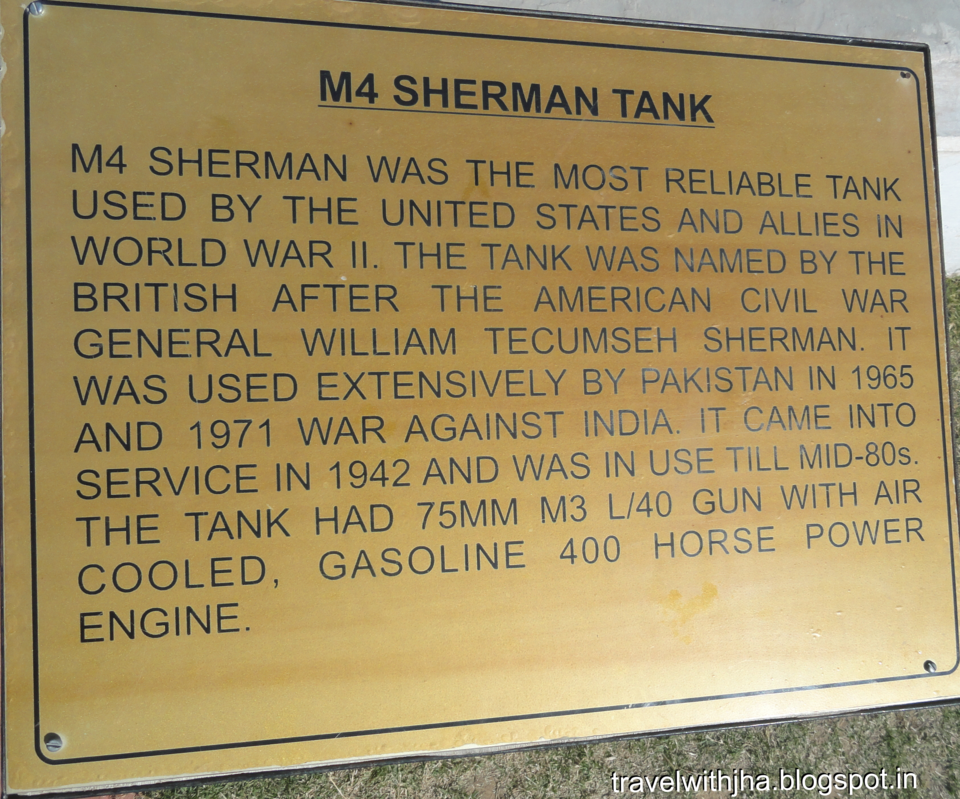 M4 SHERMAN TANK
M4 SHERMAN WAS THE MOST RELIABLE TANK
USED BY THE UNITED STATES AND ALLIES IN
WORLD WAR II. THE TANK WAS NAMED BY THE
BRITISH AFTER THE AMERICAN CIVIL WAR
GENERAL WILLIAM TECUMSEH SHERMAN. IT
WAS USED EXTENSIVELY BY PAKISTAN IN 1965
AND 1971 WAR AGAINST INDIA. IT CAME INTO
SERVICE IN 1942 AND WAS IN USE TILL MID-80s.
THE TANK HAD 75MM M3 L/40 GUN WITH AIR
COOLED, GASOLINE 400 HORSE POWER
ENGINE.
travelwithjha.blogspot.in